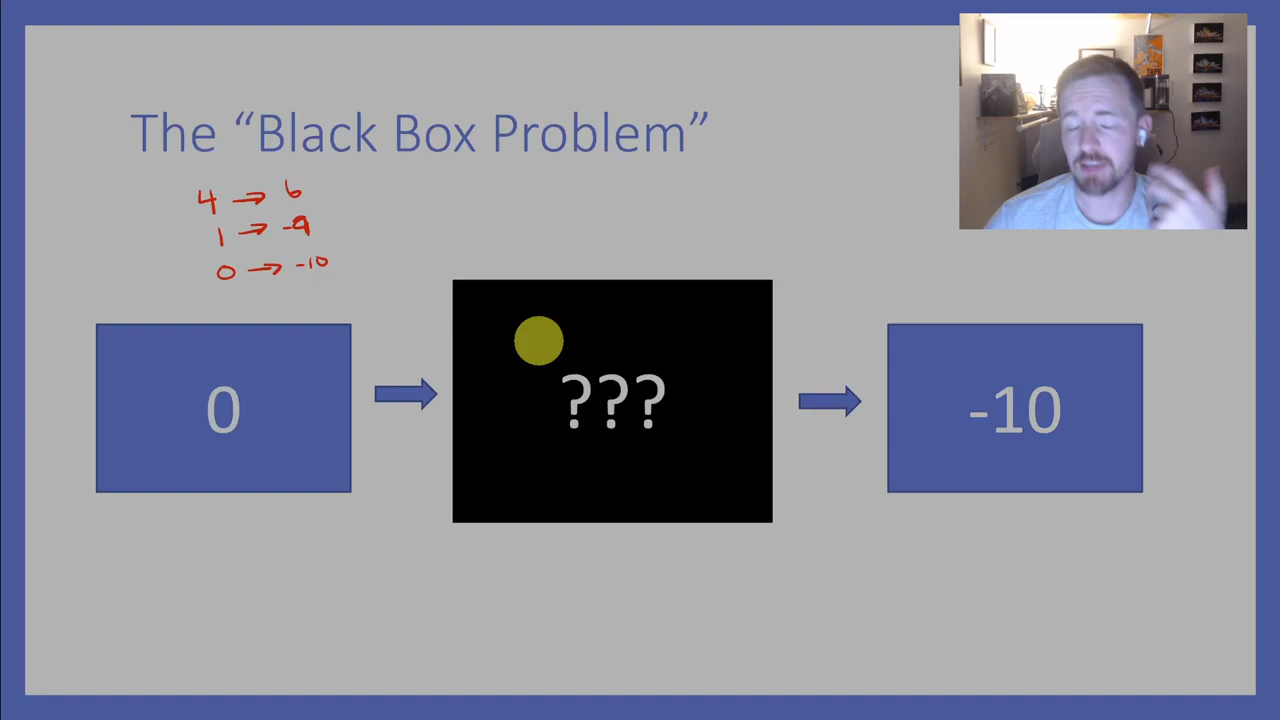 The “Black Box Problem”
4 → 6
1 → -9
0 → -10
0
???
-10